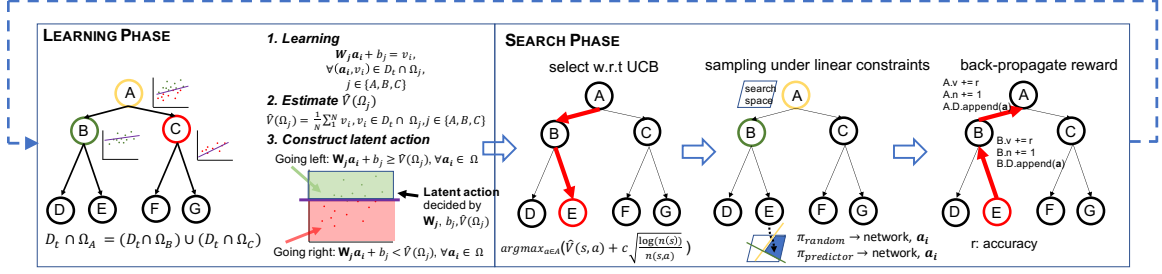 LEARNING PHASE
A
B
C
D
E
F
G
D_t ∩ Ω_A = (D_t ∩ Ω_B) ∪ (D_t ∩ Ω_C)
1. Learning
W_j a_i + b_j = v_i,
∀(a_i, v_i) ∈ D_t ∩ Ω_j,
j ∈ {A, B, C}
2. Estimate V̂(Ω_j)
V̂(Ω_j) = 1/N ∑_1^N v_i, v_i ∈ D_t ∩ Ω_j, j ∈ {A, B, C}
3. Construct latent action
Going left: W_j a_i + b_j ≥ V̂(Ω_j), ∀a_i ∈ Ω
Latent action
decided by
W_j, b_j, V̂(Ω_j)
Going right: W_j a_i + b_j < V̂(Ω_j), ∀a_i ∈ Ω
SEARCH PHASE
select w.r.t UCB
A
B
C
D
E
F
G
argmax_{a∈A}(V̂(s, a) + c√(log(n(s))/n(s,a)))
sampling under linear constraints
search
space
A
B
C
D
E
F
G
π_random → network, a_i
π_predictor → network, a_i
back-propagate reward
A.v += r
A.n += 1
A.D.append(a)
A
B
C
B.v += r
B.n += 1
B.D.append(a)
D
E
F
G
r: accuracy